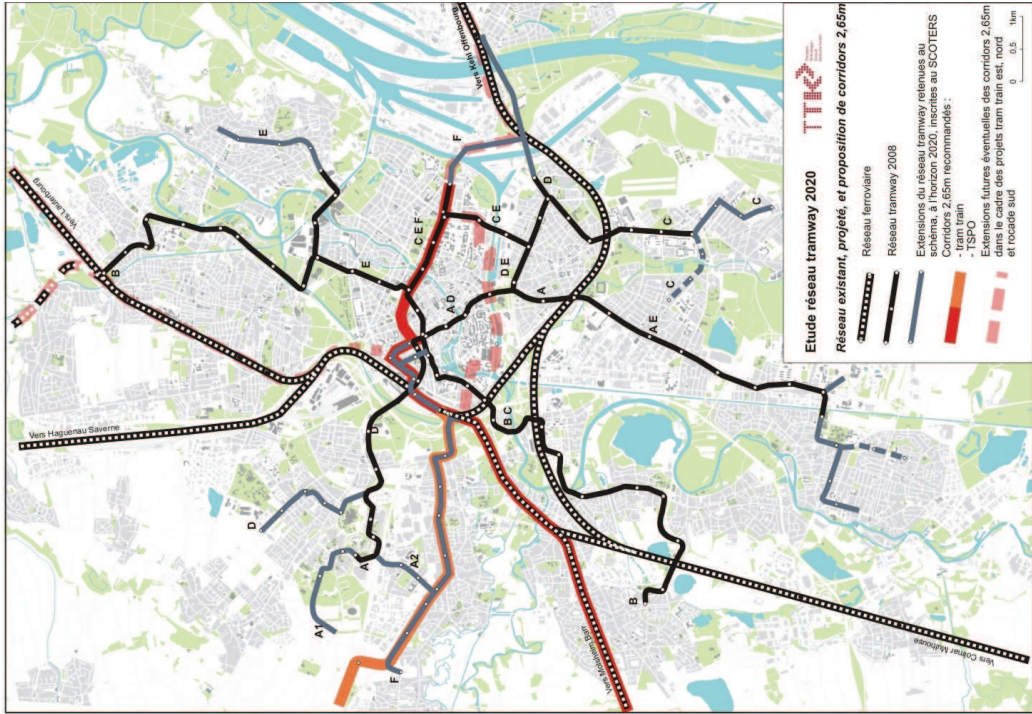 Vers Lauterbourg
Vers Haguenau Saverne
Vers Kehl Offenbourg
B
E
E
F
C E F
D
C E
D E
A D
A
C
C
C
A E
B C
D
D
A
A2
A1
F
B
Vers Molsheim Barr
Vers Colmar Mulhouse
TTK
Etude réseau tramway 2020
Réseau existant, projeté, et proposition de corridors 2,65m
Réseau ferroviaire
Réseau tramway 2008
Extensions du réseau tramway retenues au
schéma, à l'horizon 2020, inscrites au SCOTERS
Corridors 2,65m recommandés :
- tram train
- TSPO
Extensions futures éventuelles des corridors 2,65m
dans le cadre des projets tram train est, nord
et rocade sud
0 0,5 1km